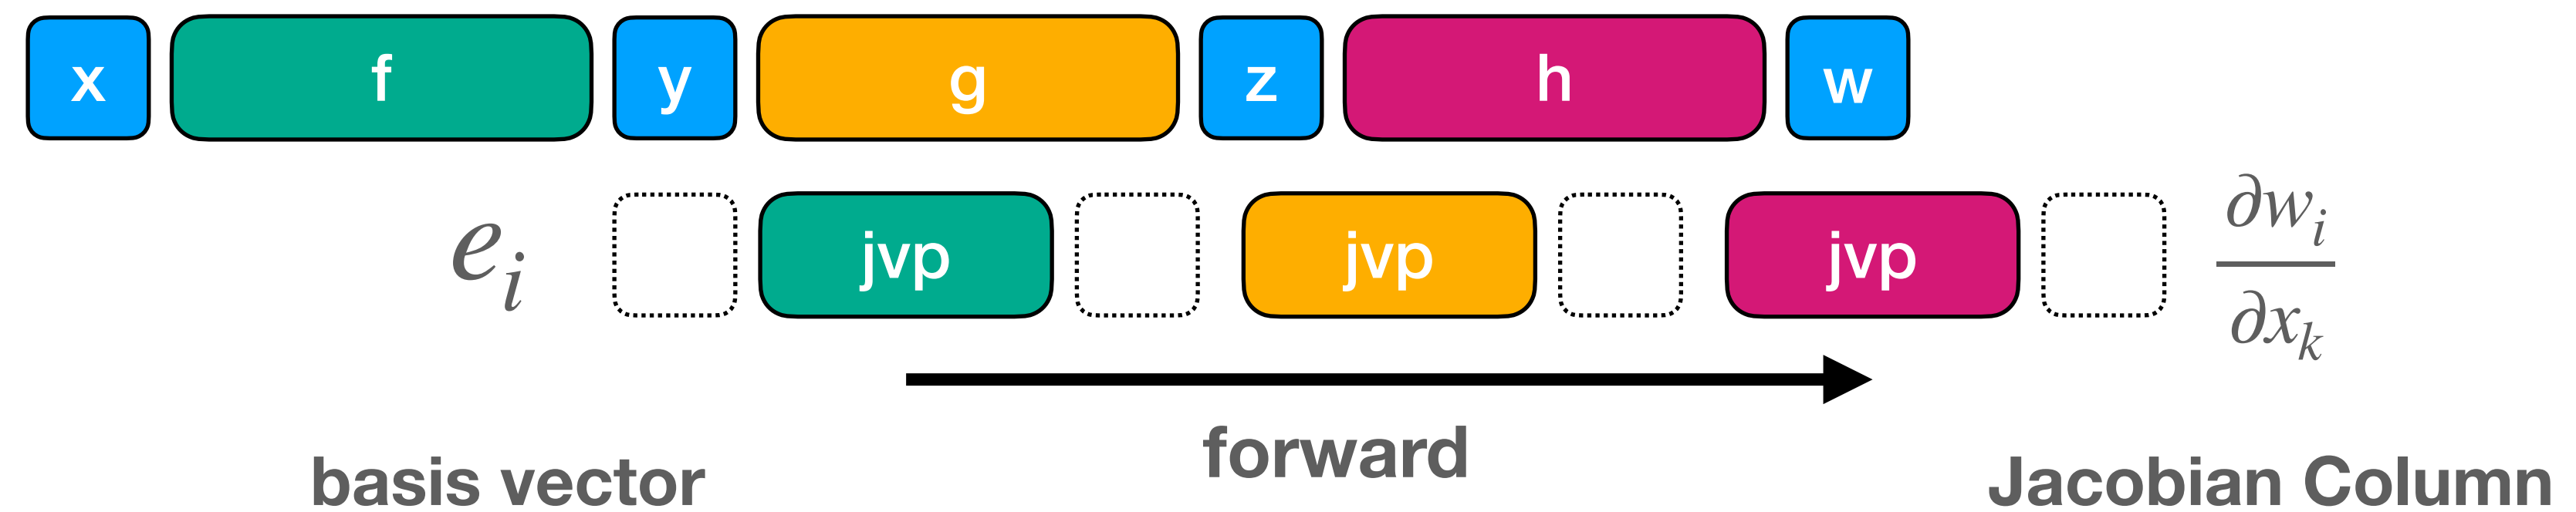 x f y g z h w
e_i jvp jvp jvp ∂w_i/∂x_k
forward
basis vector Jacobian Column